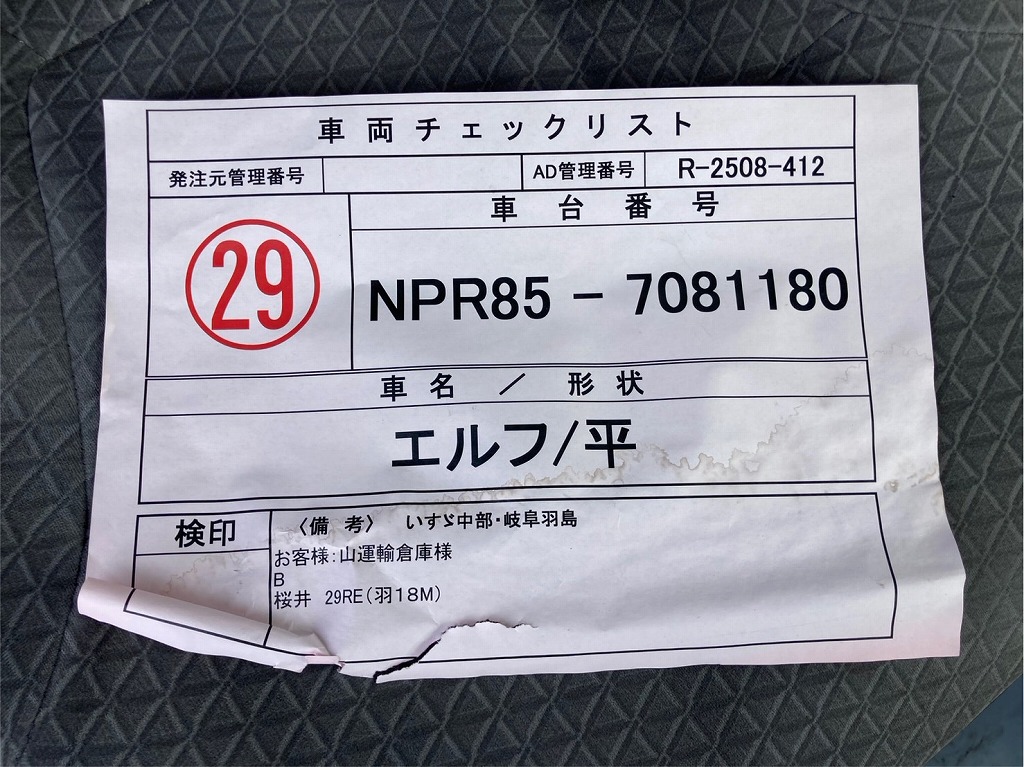 車両チェックリスト
発注元管理番号 AD管理番号 R-2508-412
29
車台番号
NPR85 - 7081180
車名 / 形状
エルフ/平
検印
〈備考〉 いすゞ中部・岐阜羽島
お客様:山運輸倉庫様
B
桜井 29RE(羽18M)